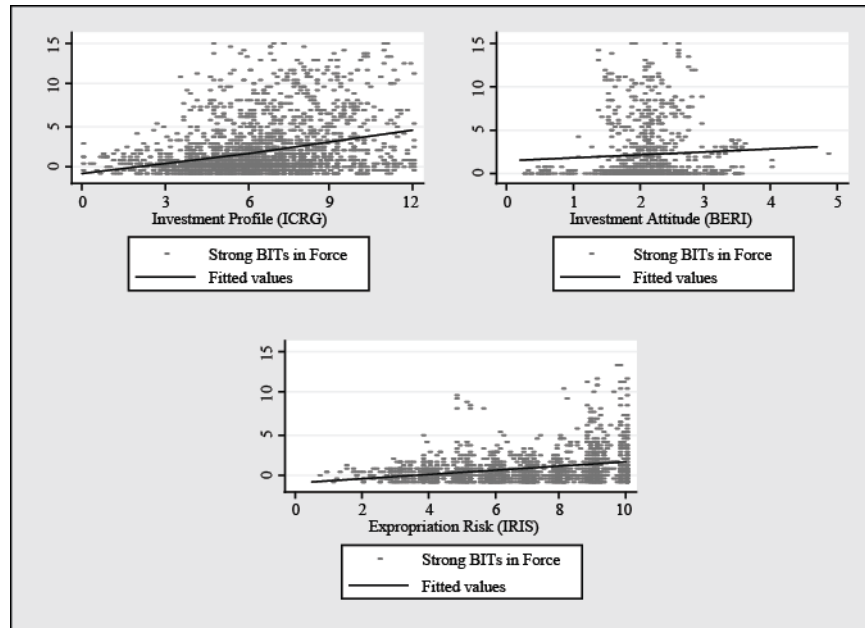 15
10
5
0
0 3 6 9 12
Investment Profile (ICRG)
Strong BITs in Force
Fitted values
15
10
5
0
0 1 2 3 4 5
Investment Attitude (BERI)
Strong BITs in Force
Fitted values
15
10
5
0
0 2 4 6 8 10
Expropriation Risk (IRIS)
Strong BITs in Force
Fitted values